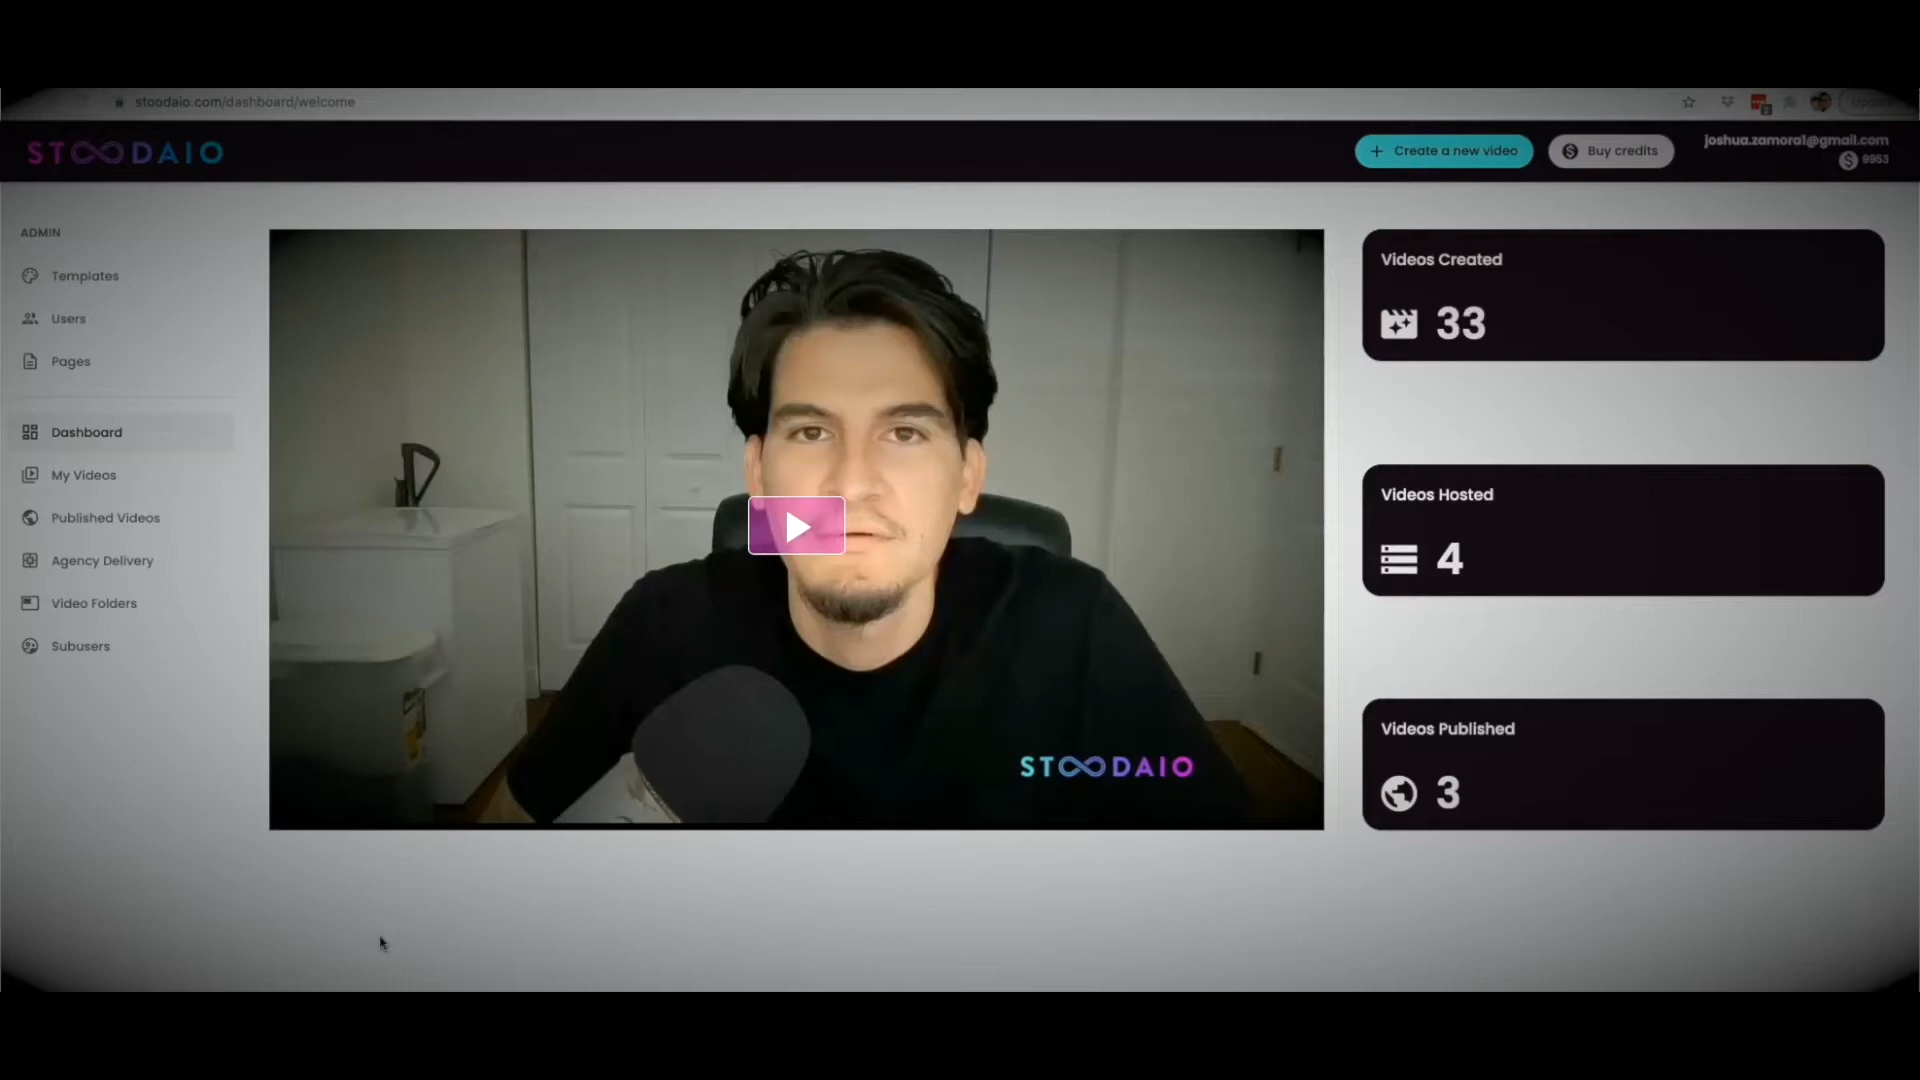 stoodaio.com/dashboard/welcome
STOODAIO
Create a new video
Buy credits
joshua.zamora1@gmail.com
9953
ADMIN
Templates
Users
Pages
Dashboard
My Videos
Published Videos
Agency Delivery
Video Folders
Subusers
STOODAIO
Videos Created
33
Videos Hosted
4
Videos Published
3